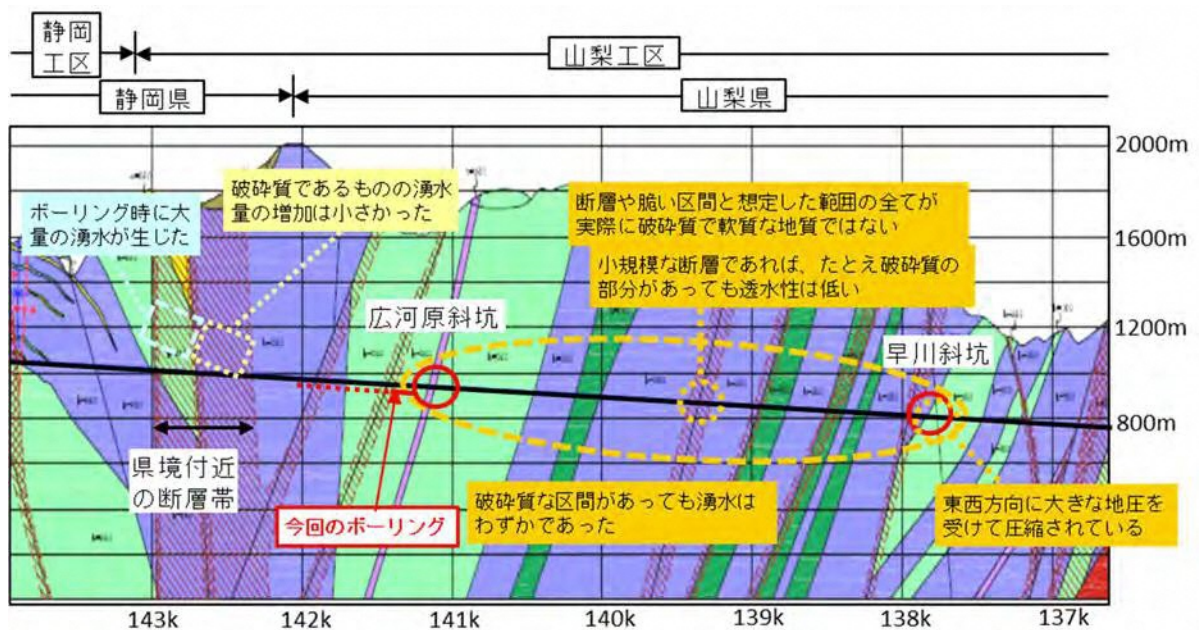 静岡
工区
山梨工区
静岡県
山梨県
2000m
1600m
1200m
800m
ボーリング時に大
量の湧水が生じた
破砕質であるものの湧水
量の増加は小さかった
断層や脆い区間と想定した範囲の全てが
実際に破砕質で軟質な地質ではない
小規模な断層であれば、たとえ破砕質の
部分があっても透水性は低い
広河原斜坑
早川斜坑
県境付近
の断層帯
今回のボーリング
破砕質な区間があっても湧水は
わずかであった
東西方向に大きな地圧を
受けて圧縮されている
143k
142k
141k
140k
139k
138k
137k